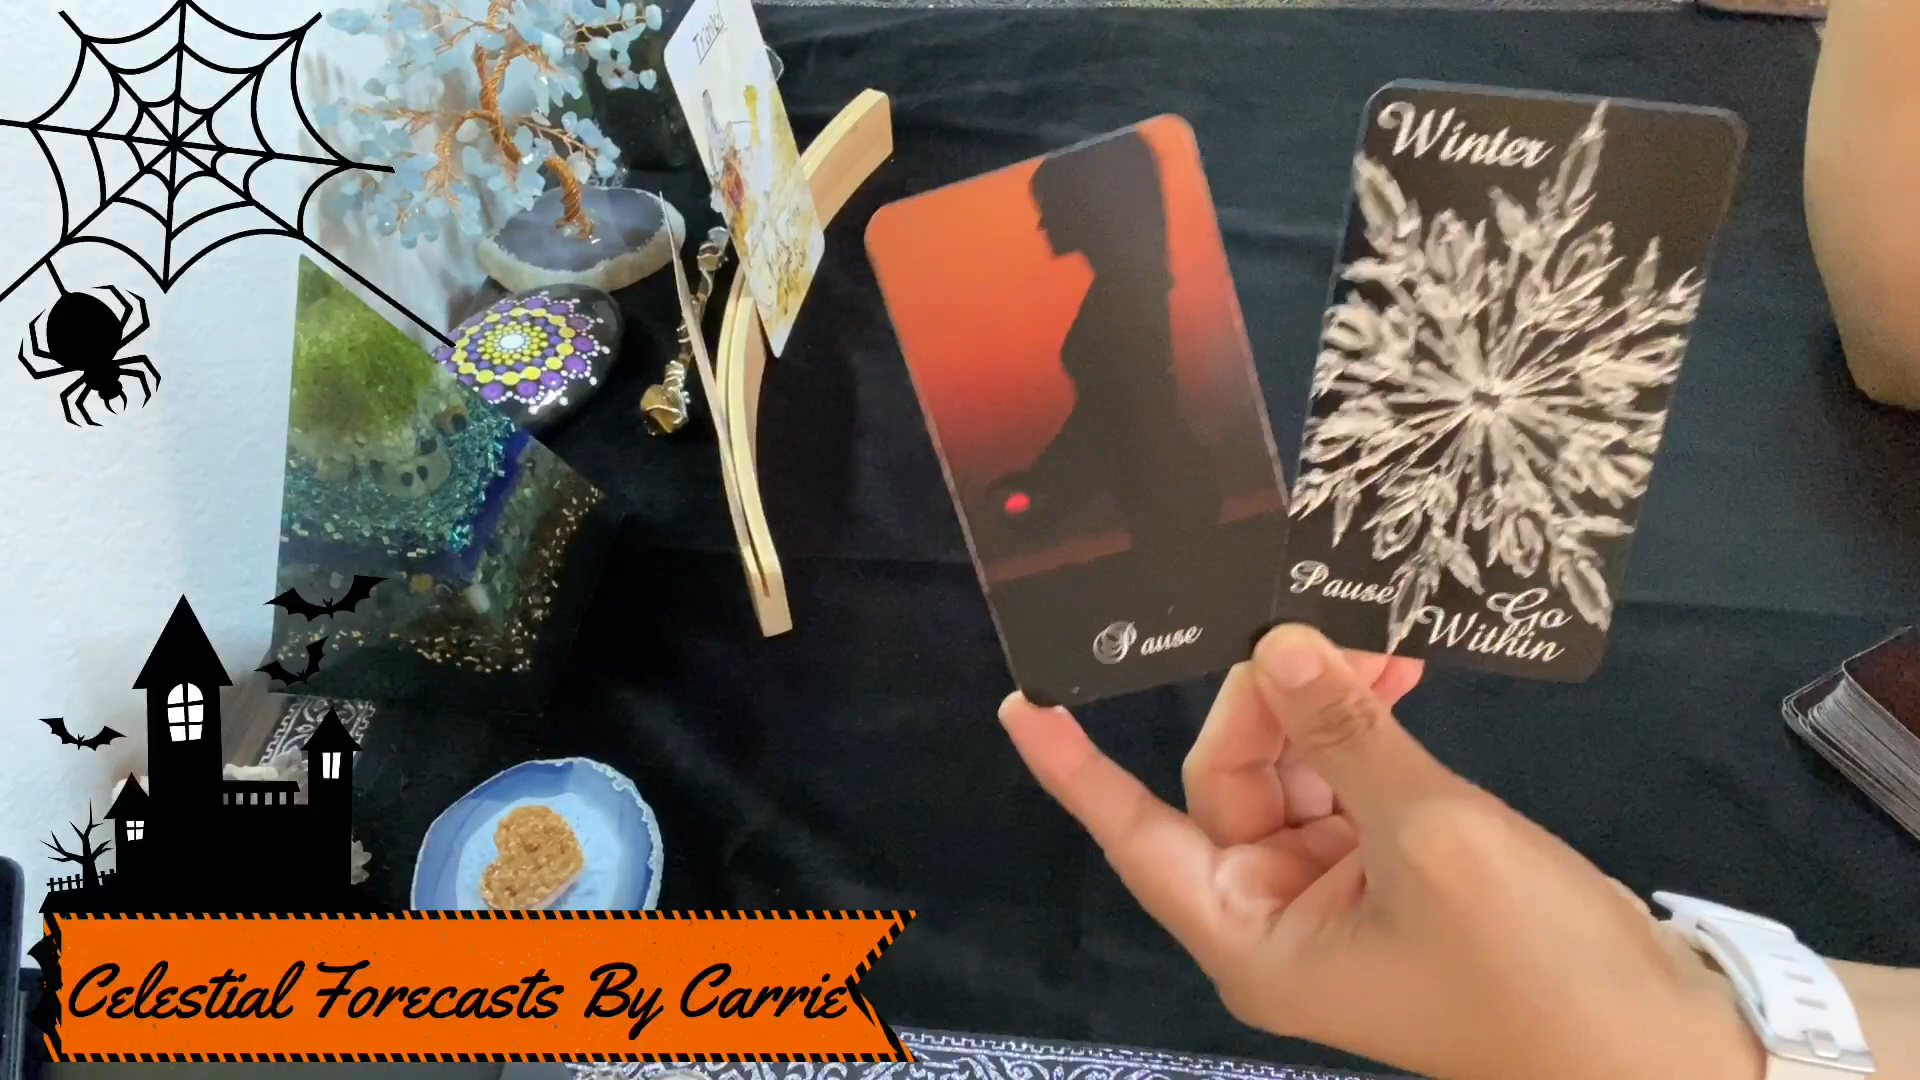 Winter
Pause
Go
Within
Pause
Celestial Forecasts By Carrie